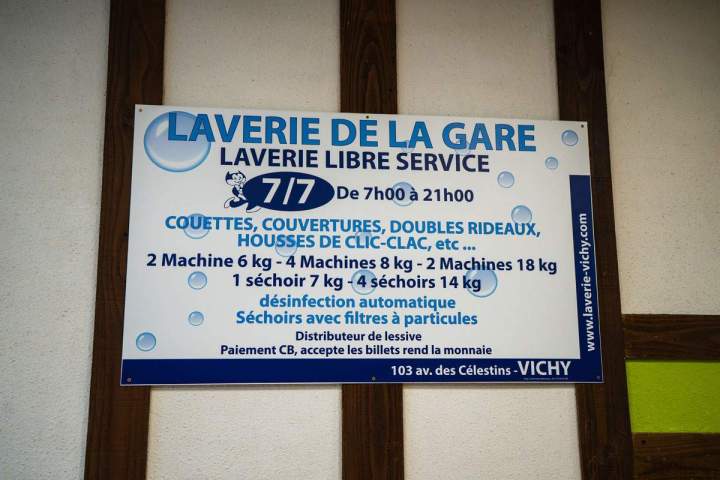 LAVERIE DE LA GARE
LAVERIE LIBRE SERVICE
7/7 De 7h00 à 21h00
COUETTES, COUVERTURES, DOUBLES RIDEAUX,
HOUSSES DE CLIC-CLAC, etc ...
2 Machine 6 kg - 4 Machines 8 kg - 2 Machines 18 kg
1 séchoir 7 kg - 4 séchoirs 14 kg
désinfection automatique
Séchoirs avec filtres à particules
Distributeur de lessive
Paiement CB, accepte les billets rend la monnaie
103 av. des Célestins - VICHY
www.laverie-vichy.com